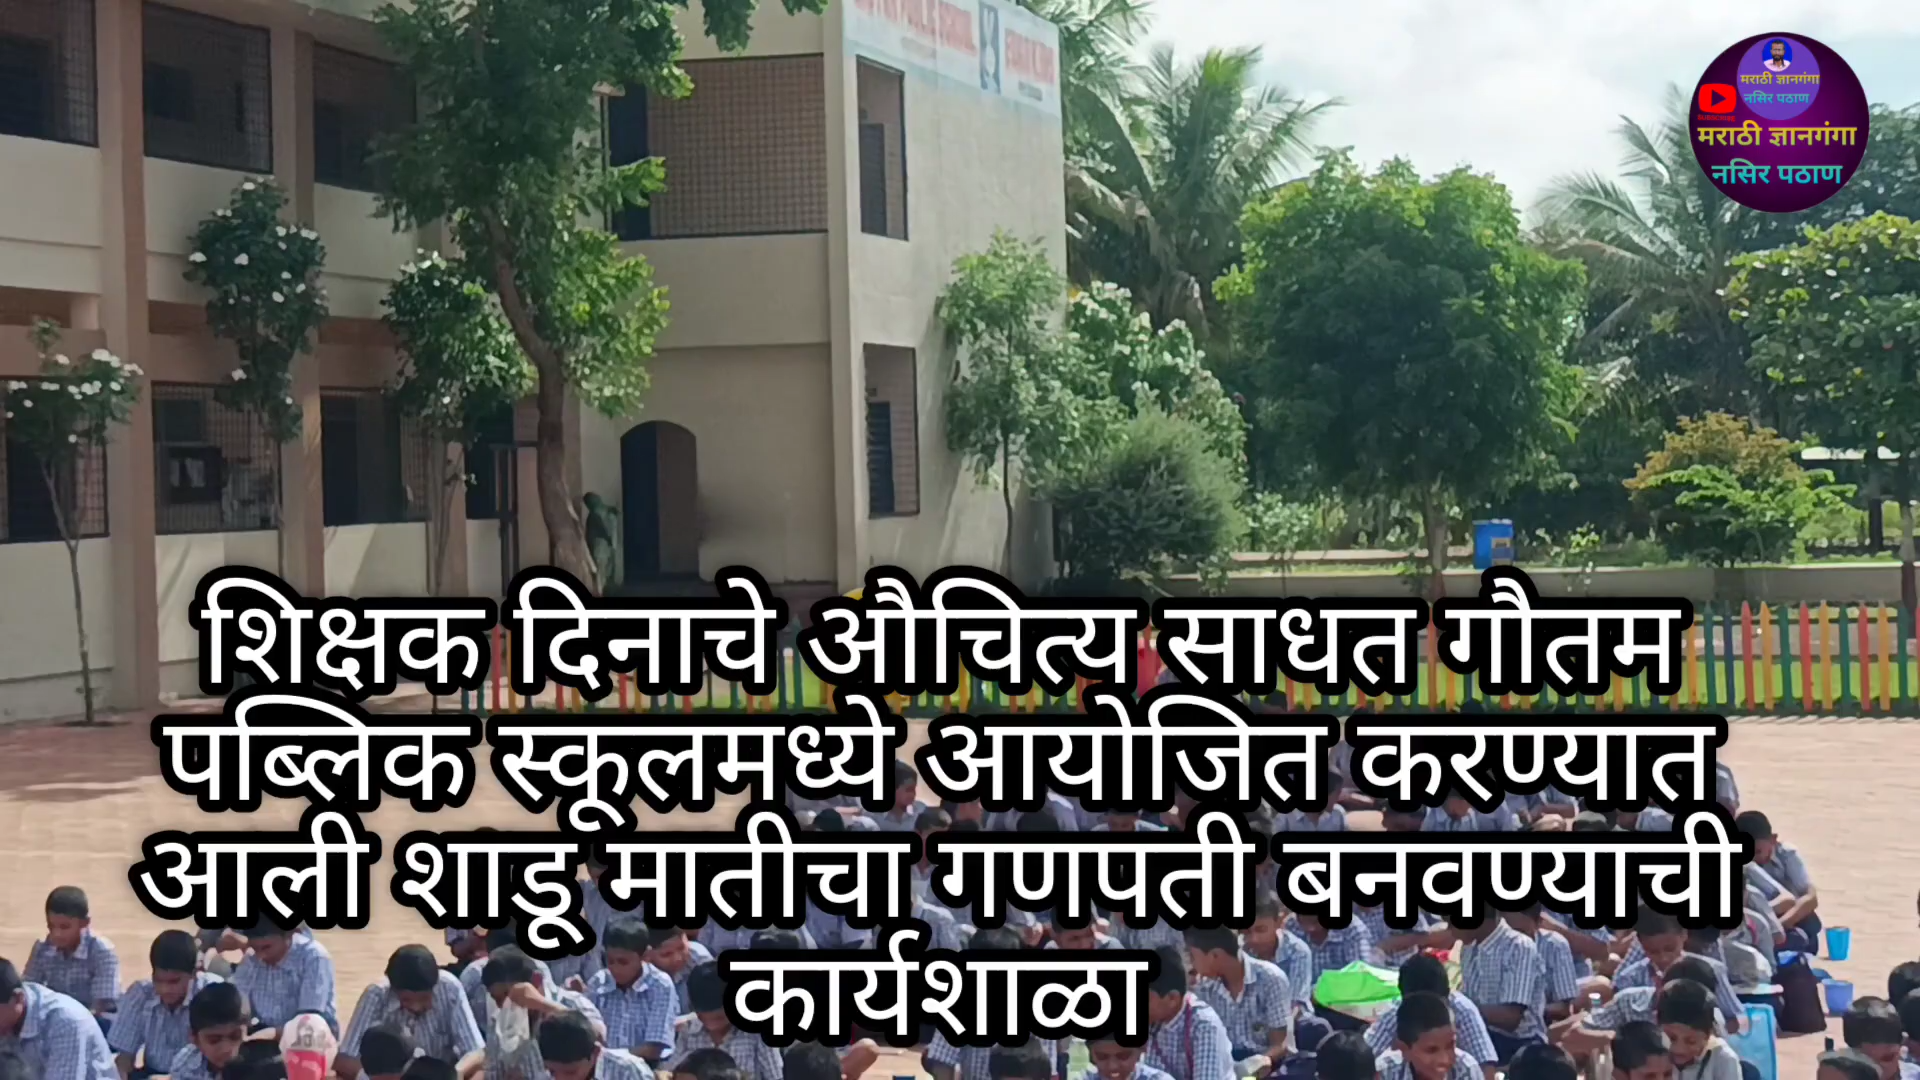 मराठी ज्ञानगंगा
नसिर पठाण
मराठी ज्ञानगंगा
नसिर पठाण
शिक्षक दिनाचे औचित्य साधत गौतम
पब्लिक स्कूलमध्ये आयोजित करण्यात
आली शाडू मातीचा गणपती बनवण्याची
कार्यशाळा